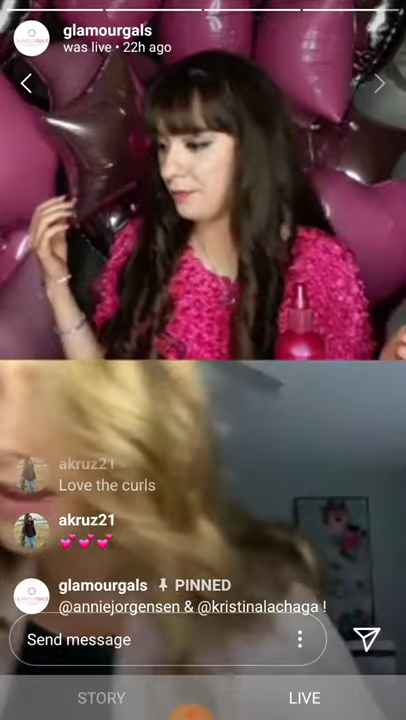 glamourgals
was live • 22h ago
akruz21
Love the curls
akruz21
💕💕💕
glamourgals PINNED
@anniejorgensen & @kristinalachaga !
Send message
STORY LIVE